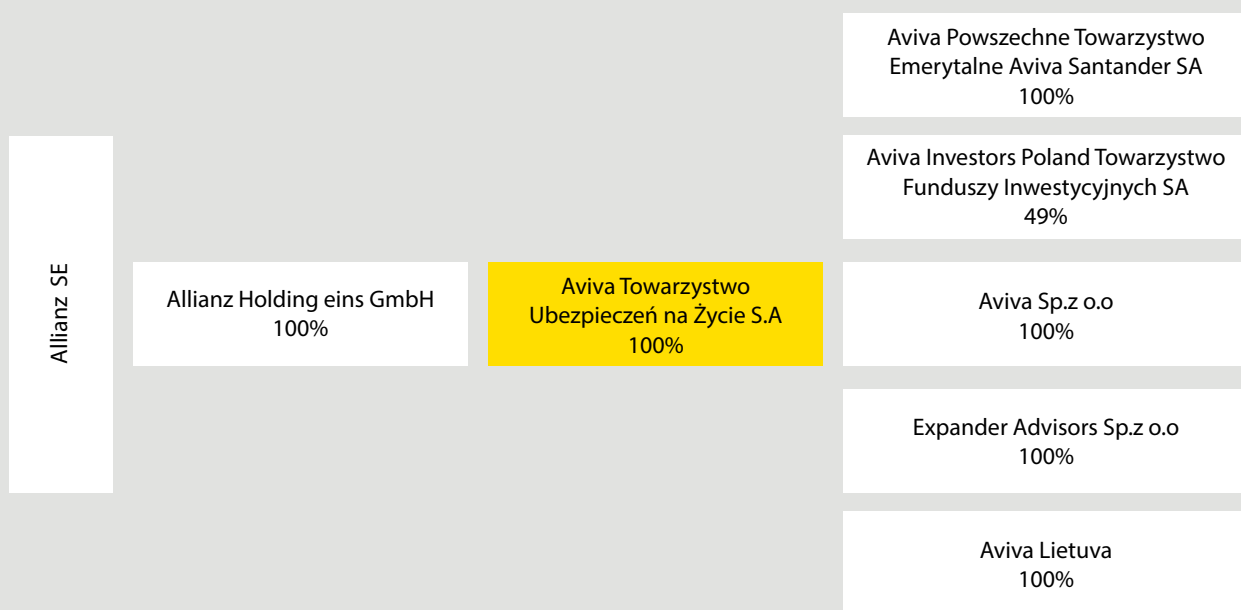 Allianz SE
Allianz Holding eins GmbH
100%
Aviva Towarzystwo
Ubezpieczeń na Życie S.A
100%
Aviva Powszechne Towarzystwo
Emerytalne Aviva Santander SA
100%
Aviva Investors Poland Towarzystwo
Funduszy Inwestycyjnych SA
49%
Aviva Sp.z o.o
100%
Expander Advisors Sp.z o.o
100%
Aviva Lietuva
100%